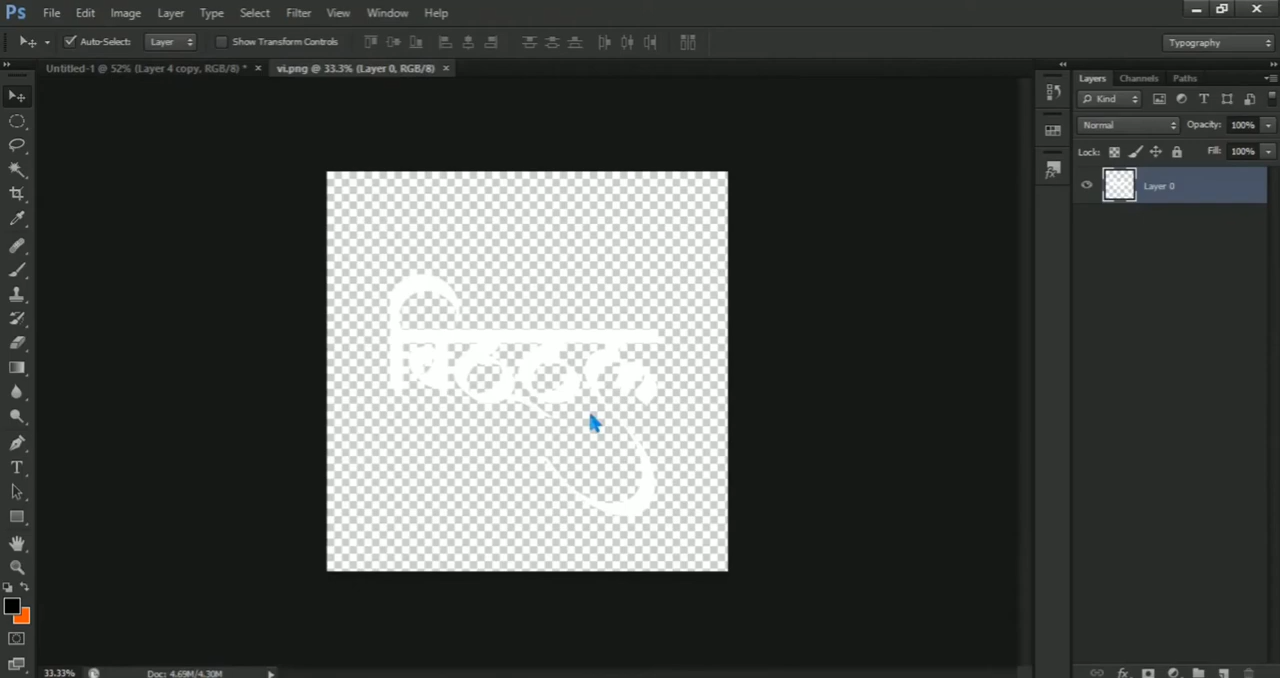 Ps File Edit Image Layer Type Select Filter View Window Help
Auto-Select: Layer Show Transform Controls Typography
Untitled-1 @ 52% (Layer 4 copy, RGB/8) * × vi.png @ 33.3% (Layer 0, RGB/8) ×
Layers Channels Paths
Kind
Normal Opacity: 100%
Lock: Fill: 100%
Layer 0
33.33% Doc: 4.69M/4.30M